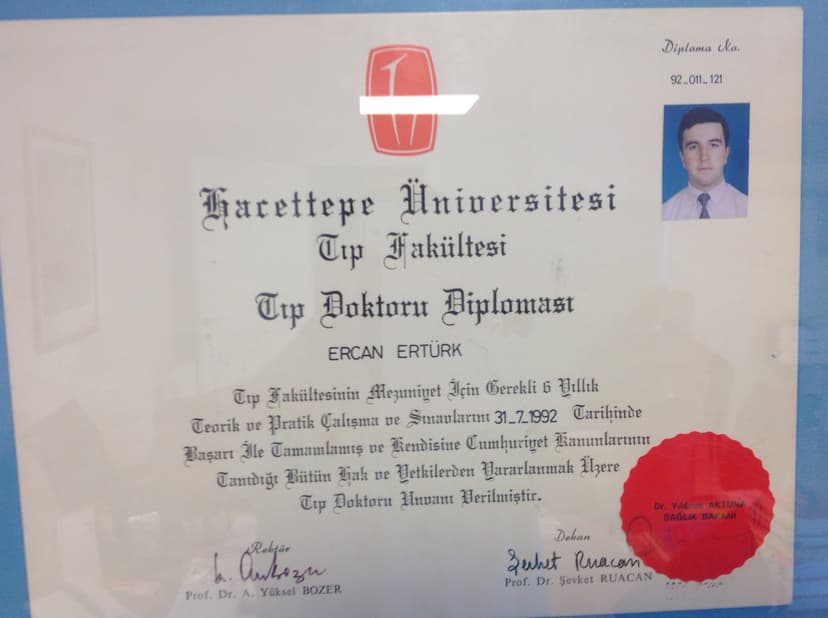 Diploma No.
92_011_121
Hacettepe Üniversitesi
Tıp Fakültesi
Tıp Doktoru Diploması
ERCAN ERTÜRK
Tıp Fakültesinin Mezuniyet İçin Gerekli 6 Yıllık
Teorik ve Pratik Çalışma ve Sınavlarını 31_7_1992 Tarihinde
Başarı İle Tamamlamış ve Kendisine Cumhuriyet Kanunlarının
Tanıdığı Bütün Hak ve Yetkilerden Yararlanmak Üzere
Tıp Doktoru Unvanı Verilmiştir.
Dr. Yıldırım AKTUNA
SAĞLIK BAKANI
Rektör
Prof. Dr. A. Yüksel BOZER
Dekan
Şevket Ruacan
Prof. Dr. Şevket RUACAN